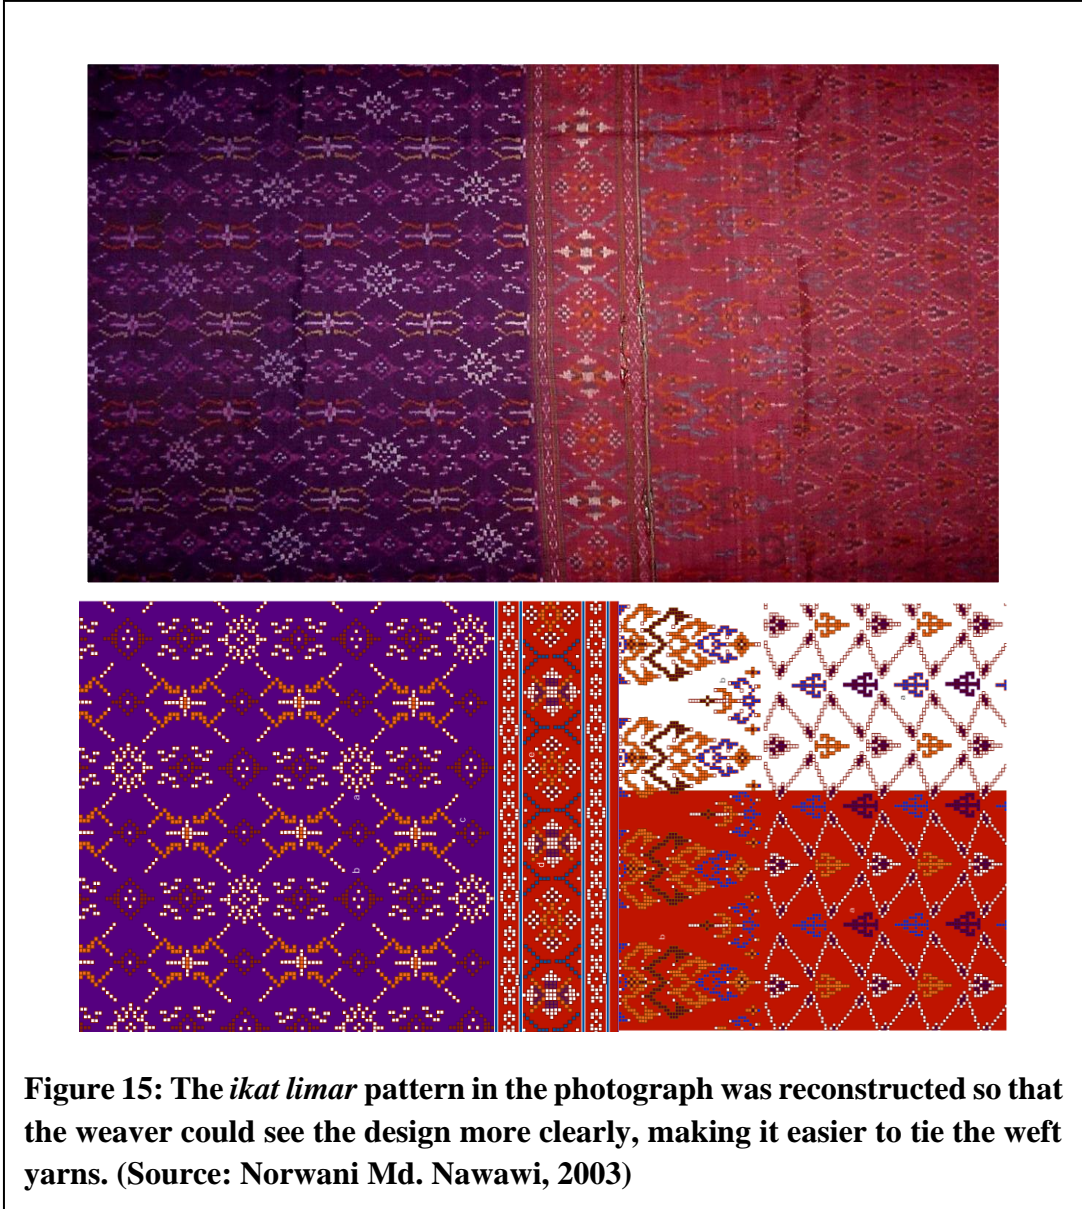 b
a
a
c
d
b
a
b
Figure 15: The ikat limar pattern in the photograph was reconstructed so that
the weaver could see the design more clearly, making it easier to tie the weft
yarns. (Source: Norwani Md. Nawawi, 2003)